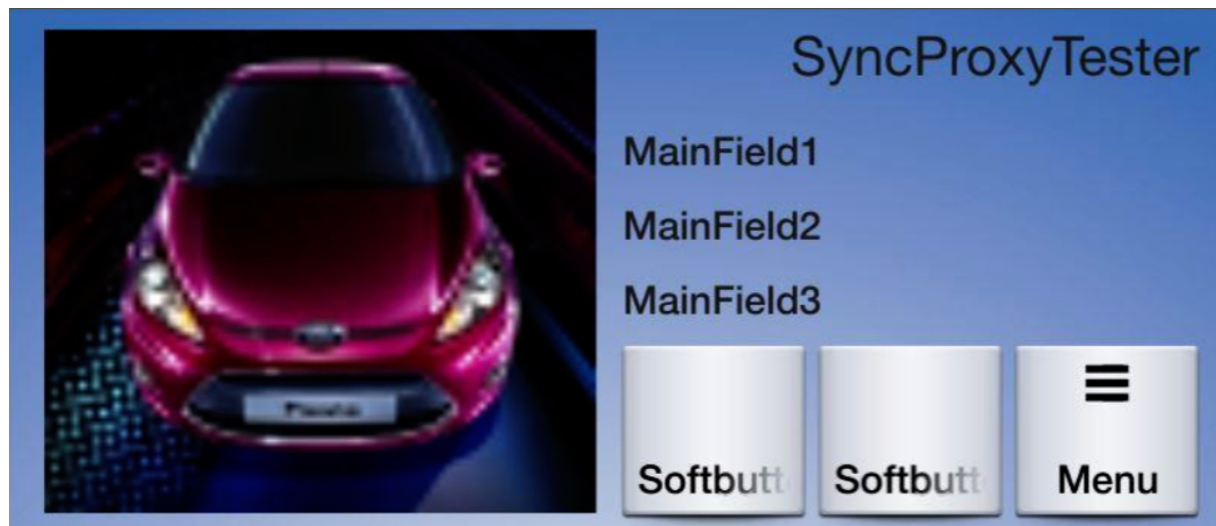 SyncProxyTester
MainField1
MainField2
MainField3
Softbutt
Softbutt
Menu